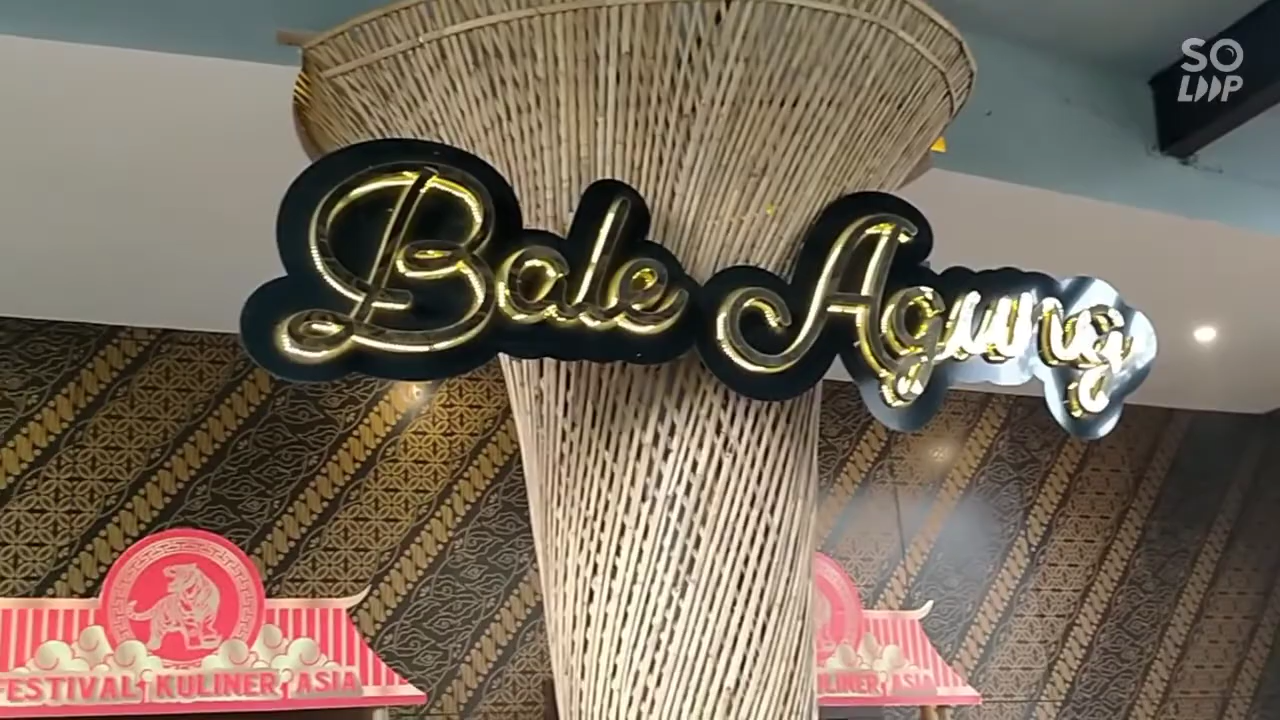 SO
LOOP
Bale Agung
FESTIVAL KULINER ASIA
KULINER ASIA